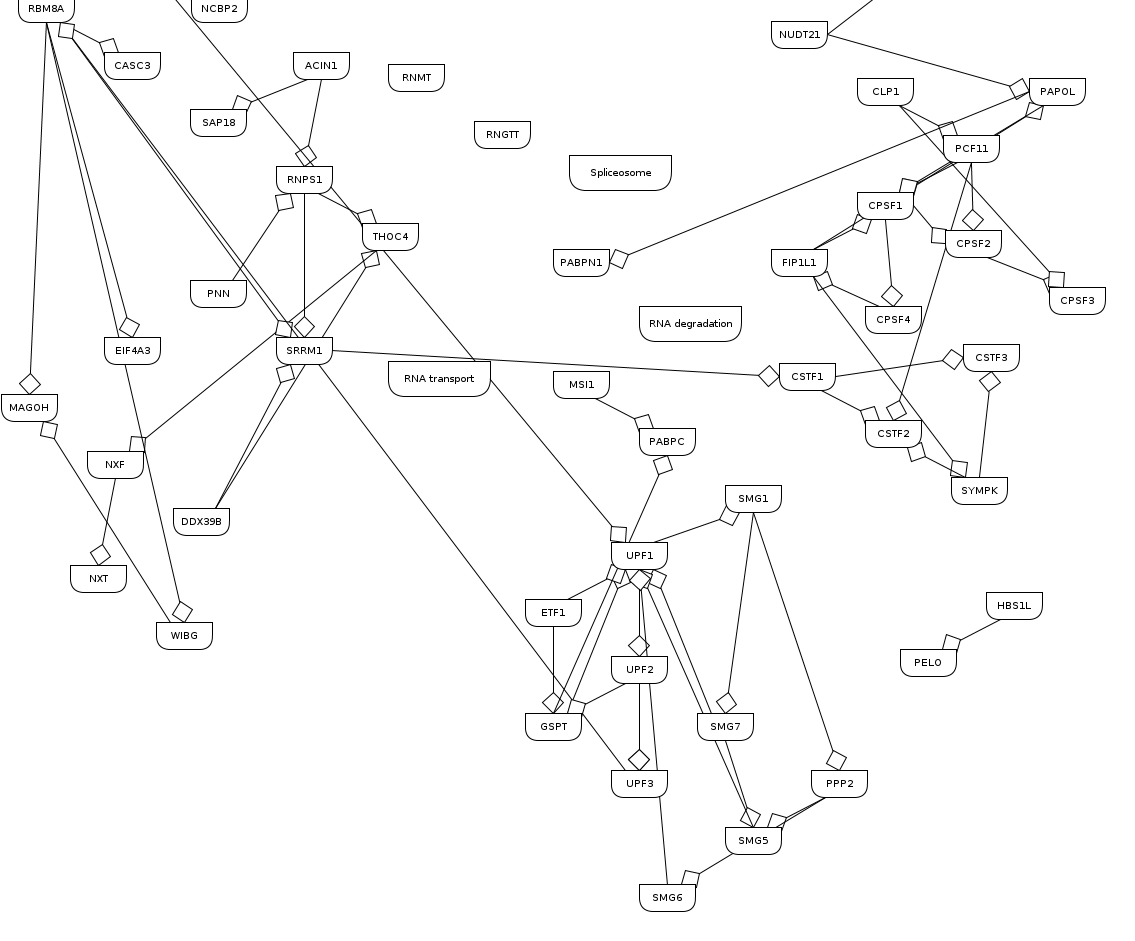 RBM8A
NCBP2
NUDT21
CASC3
ACIN1
RNMT
CLP1
PAPOL
SAP18
RNGTT
PCF11
Spliceosome
RNPS1
CPSF1
THOC4
CPSF2
PABPN1
FIP1L1
PNN
CPSF3
CPSF4
RNA degradation
EIF4A3
SRRM1
CSTF3
RNA transport
MSI1
CSTF1
MAGOH
PABPC
CSTF2
NXF
SYMPK
SMG1
DDX39B
UPF1
NXT
ETF1
HBS1L
WIBG
PELO
UPF2
GSPT
SMG7
UPF3
PPP2
SMG5
SMG6